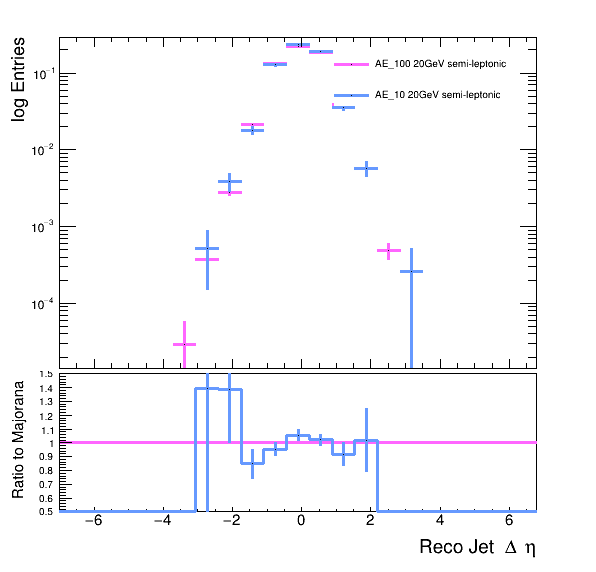 log Entries
10⁻¹
10⁻²
10⁻³
10⁻⁴
AE_100 20GeV semi-leptonic
AE_10 20GeV semi-leptonic
Ratio to Majorana
1.5
1.4
1.3
1.2
1.1
1
0.9
0.8
0.7
0.6
0.5
−6 −4 −2 0 2 4 6
Reco Jet Δ η